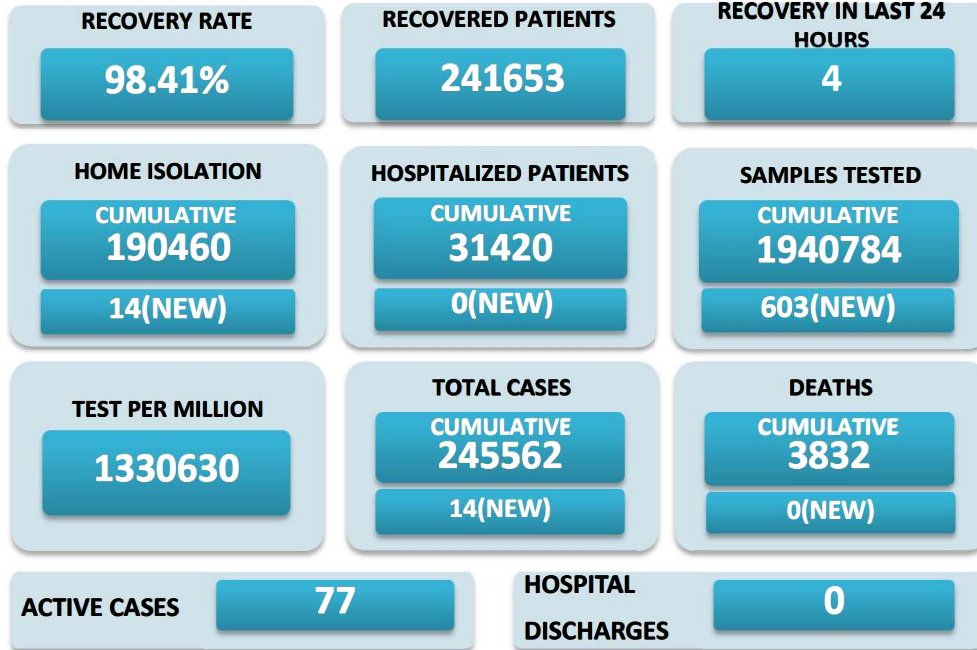 RECOVERY RATE
98.41%
RECOVERED PATIENTS
241653
RECOVERY IN LAST 24
HOURS
4
HOME ISOLATION
CUMULATIVE
190460
14(NEW)
HOSPITALIZED PATIENTS
CUMULATIVE
31420
0(NEW)
SAMPLES TESTED
CUMULATIVE
1940784
603(NEW)
TEST PER MILLION
1330630
TOTAL CASES
CUMULATIVE
245562
14(NEW)
DEATHS
CUMULATIVE
3832
0(NEW)
ACTIVE CASES
77
HOSPITAL
DISCHARGES
0